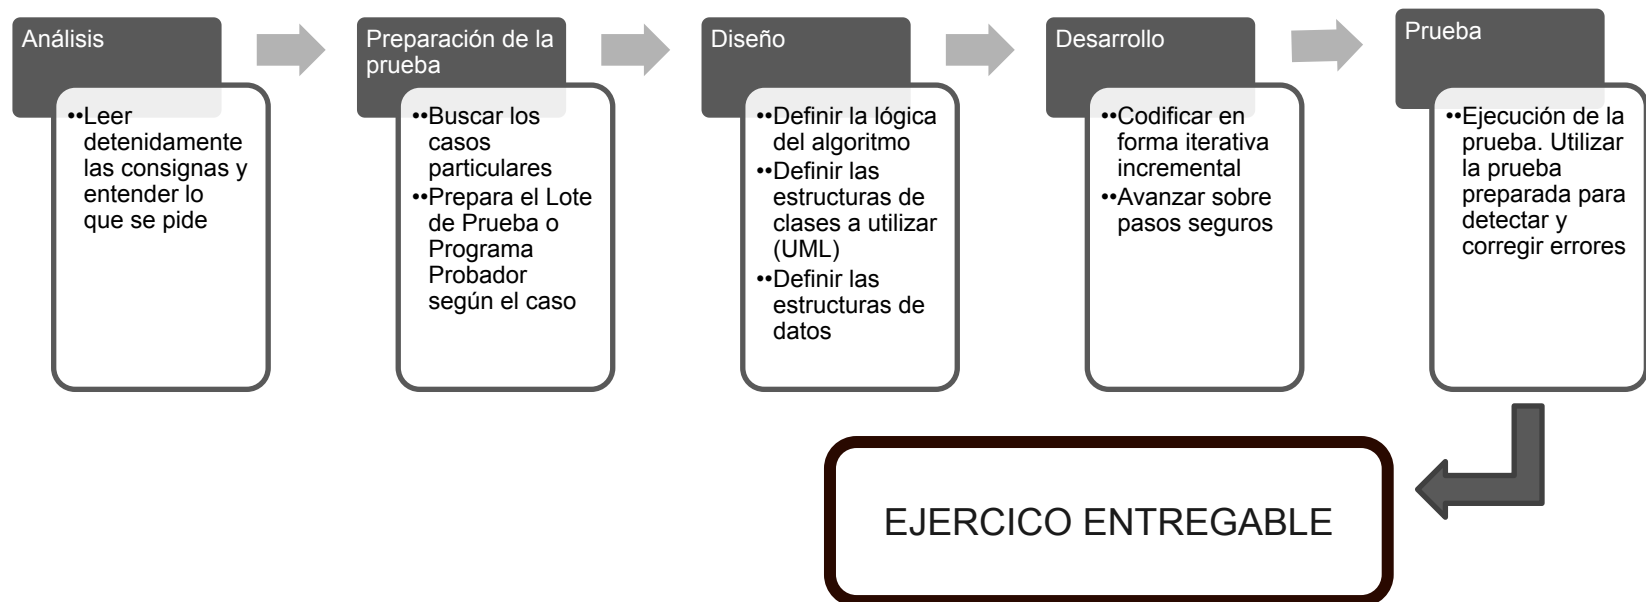 Análisis
••Leer
detenidamente
las consignas y
entender lo
que se pide
Preparación de la
prueba
••Buscar los
casos
particulares
••Prepara el Lote
de Prueba o
Programa
Probador
según el caso
Diseño
••Definir la lógica
del algoritmo
••Definir las
estructuras de
clases a utilizar
(UML)
••Definir las
estructuras de
datos
Desarrollo
••Codificar en
forma iterativa
incremental
••Avanzar sobre
pasos seguros
Prueba
••Ejecución de la
prueba. Utilizar
la prueba
preparada para
detectar y
corregir errores
EJERCICO ENTREGABLE